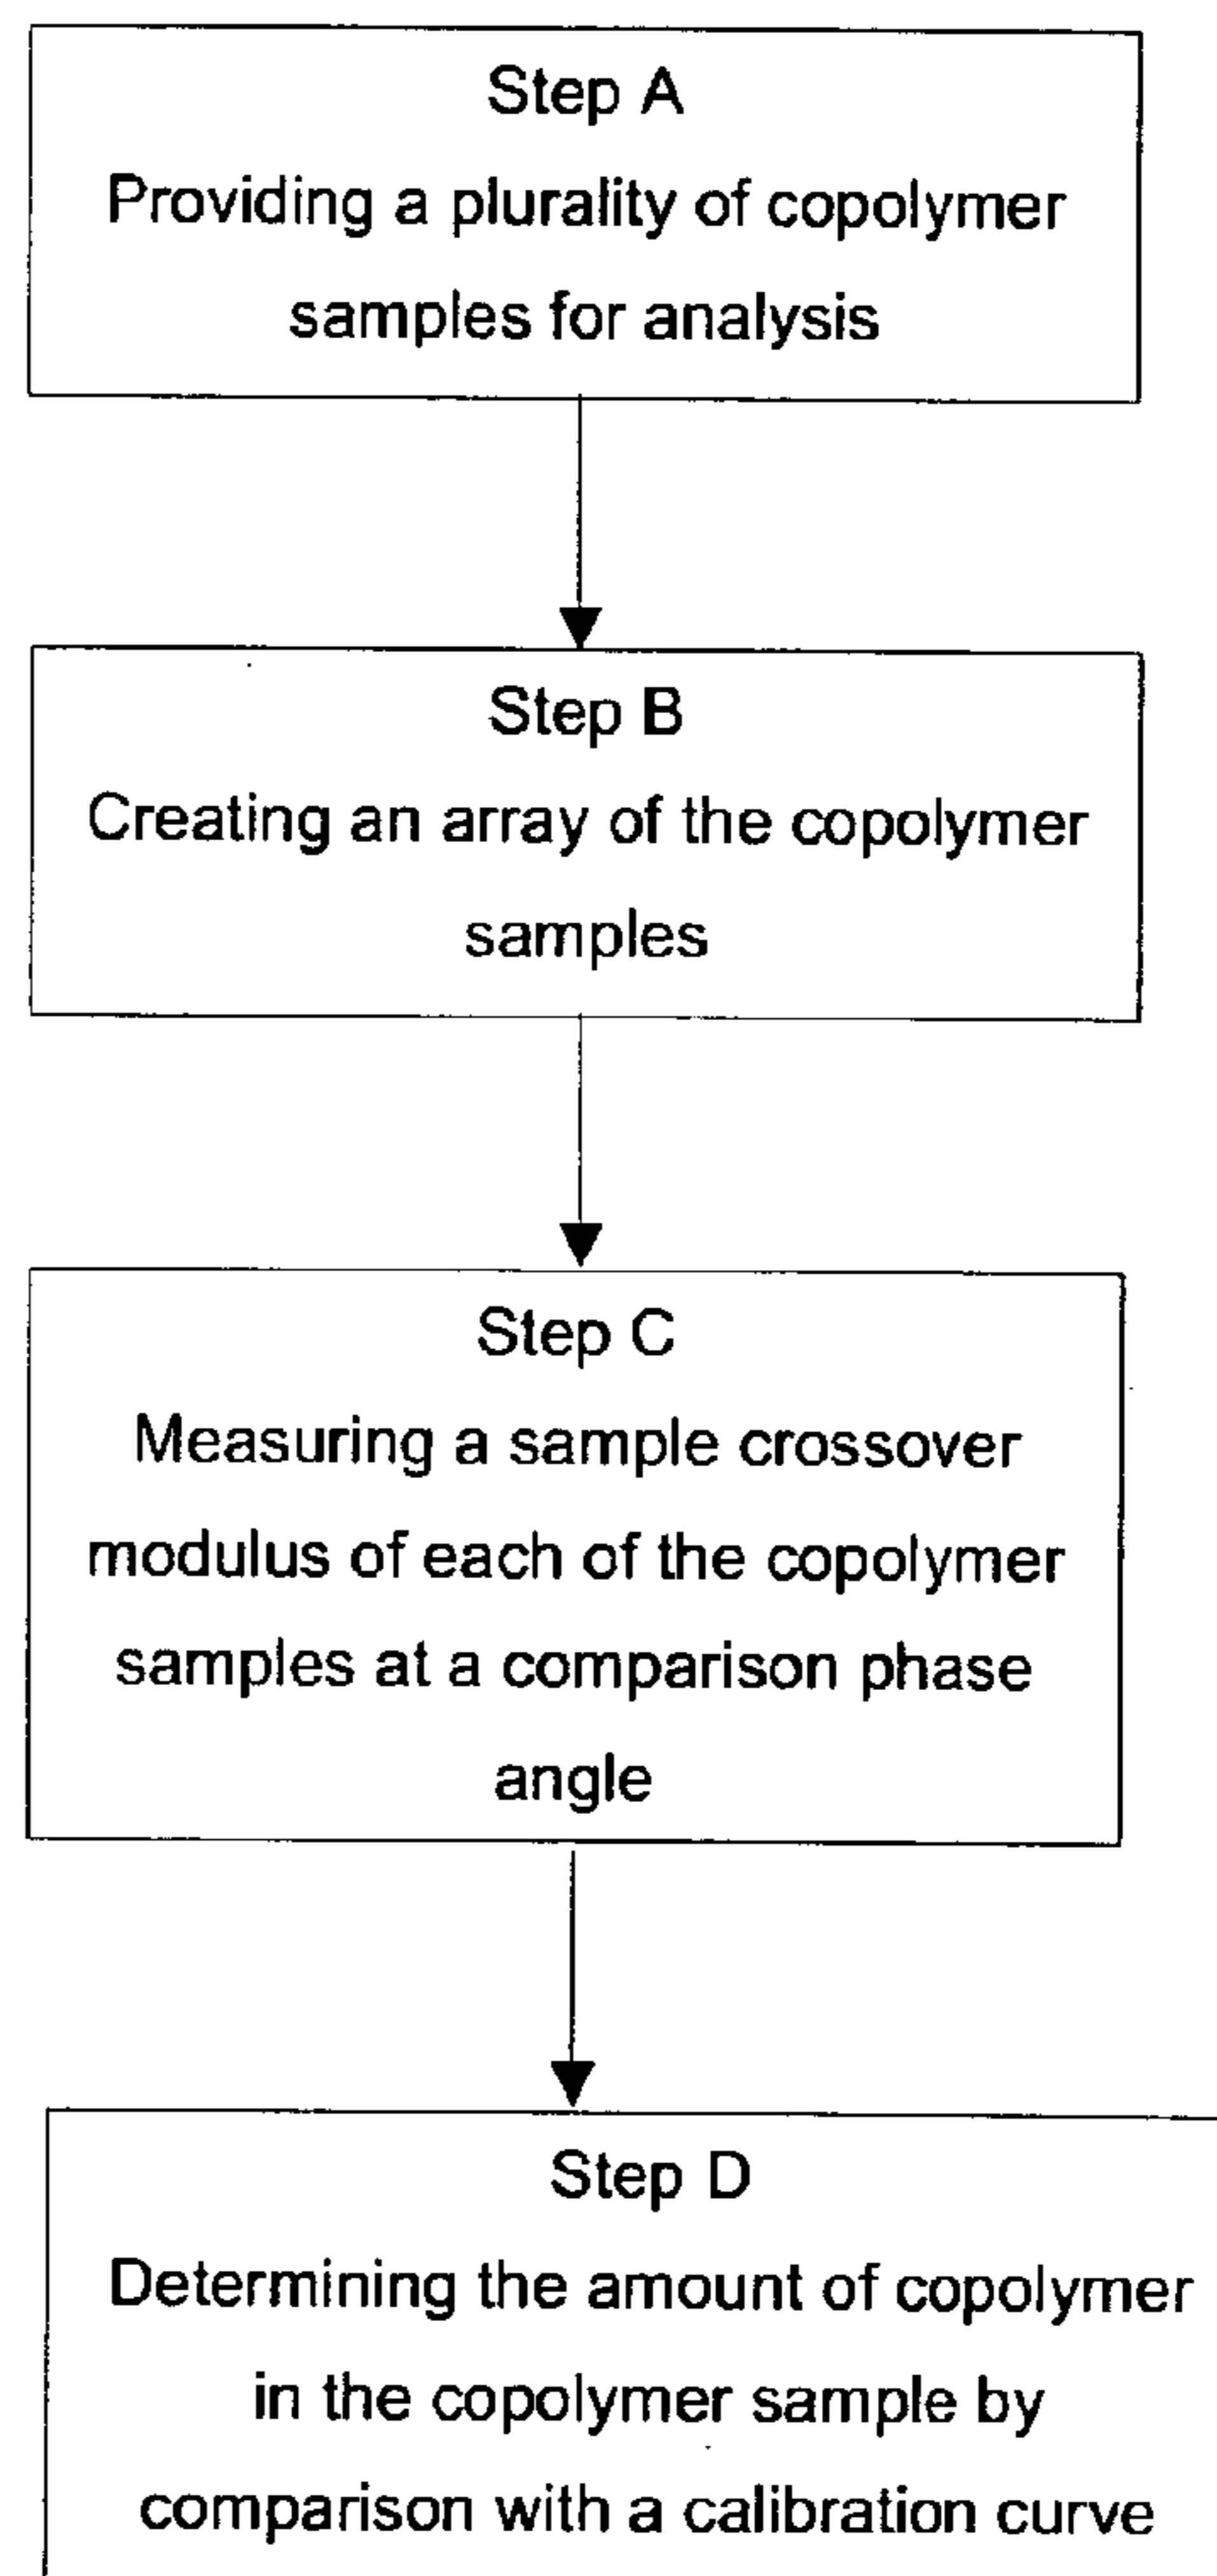 Step A
Providing a plurality of copolymer
samples for analysis
Step B
Creating an array of the copolymer
samples
Step C
Measuring a sample crossover
modulus of each of the copolymer
samples at a comparison phase
angle
Step D
Determining the amount of copolymer
in the copolymer sample by
comparison with a calibration curve